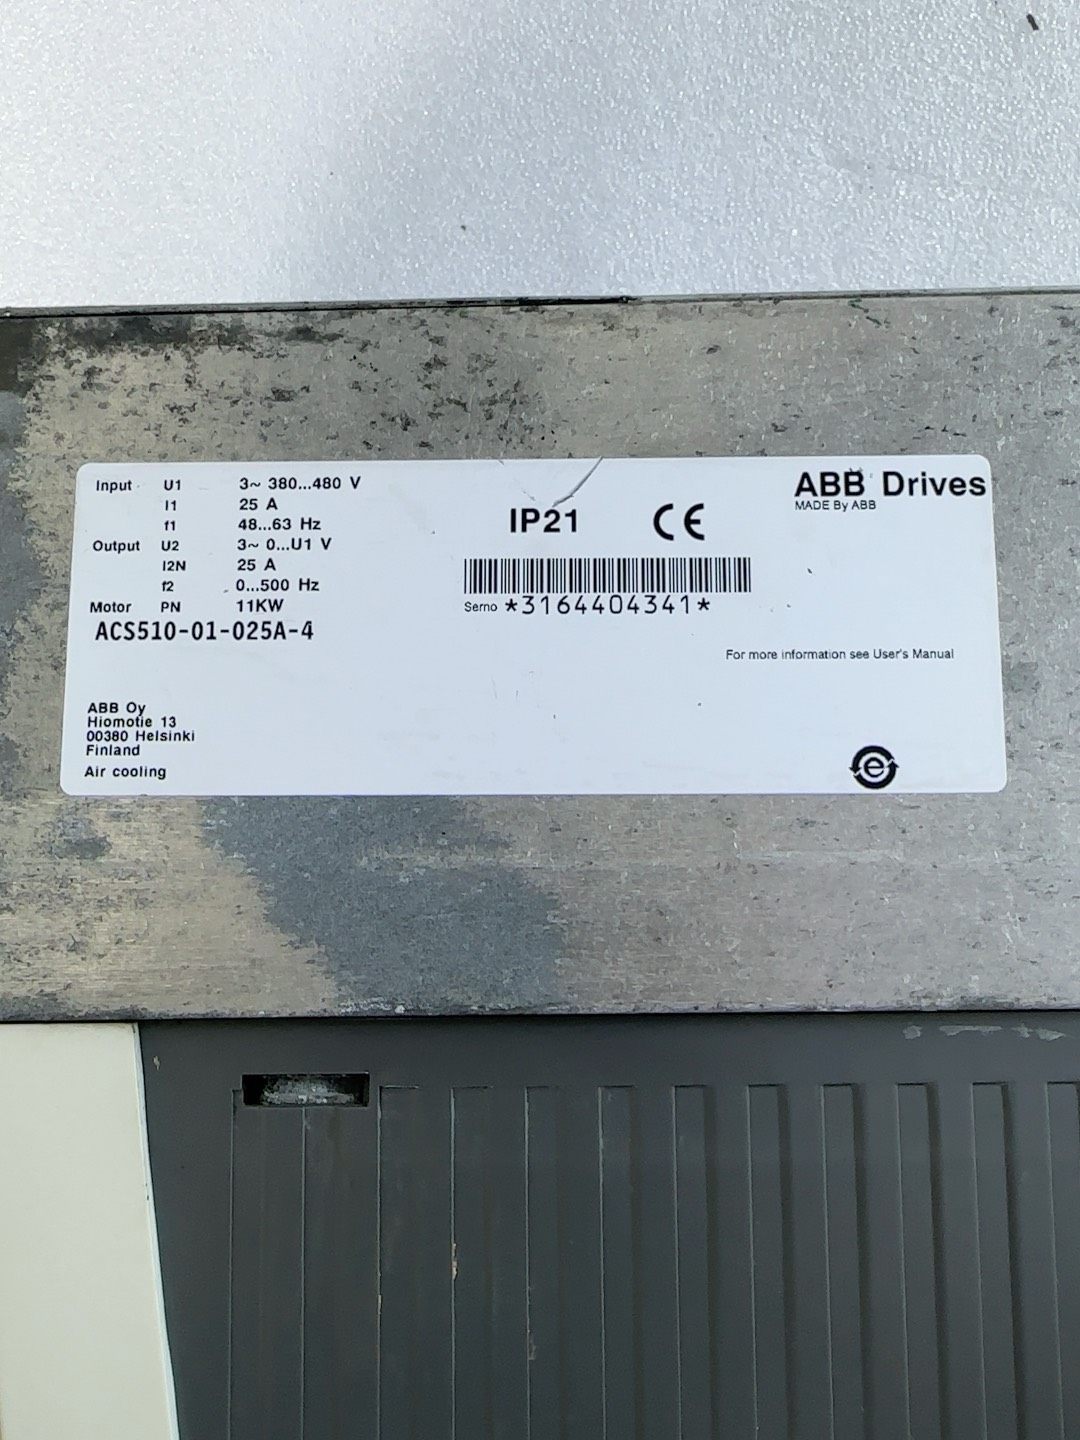 Input U1 3~ 380...480 V
I1 25 A
f1 48...63 Hz
Output U2 3~ 0...U1 V
I2N 25 A
f2 0...500 Hz
Motor PN 11KW
ACS510-01-025A-4
ABB Oy
Hiomotie 13
00380 Helsinki
Finland
Air cooling
IP21 CE
Serno *3164404341*
ABB Drives
MADE By ABB
For more information see User's Manual
e